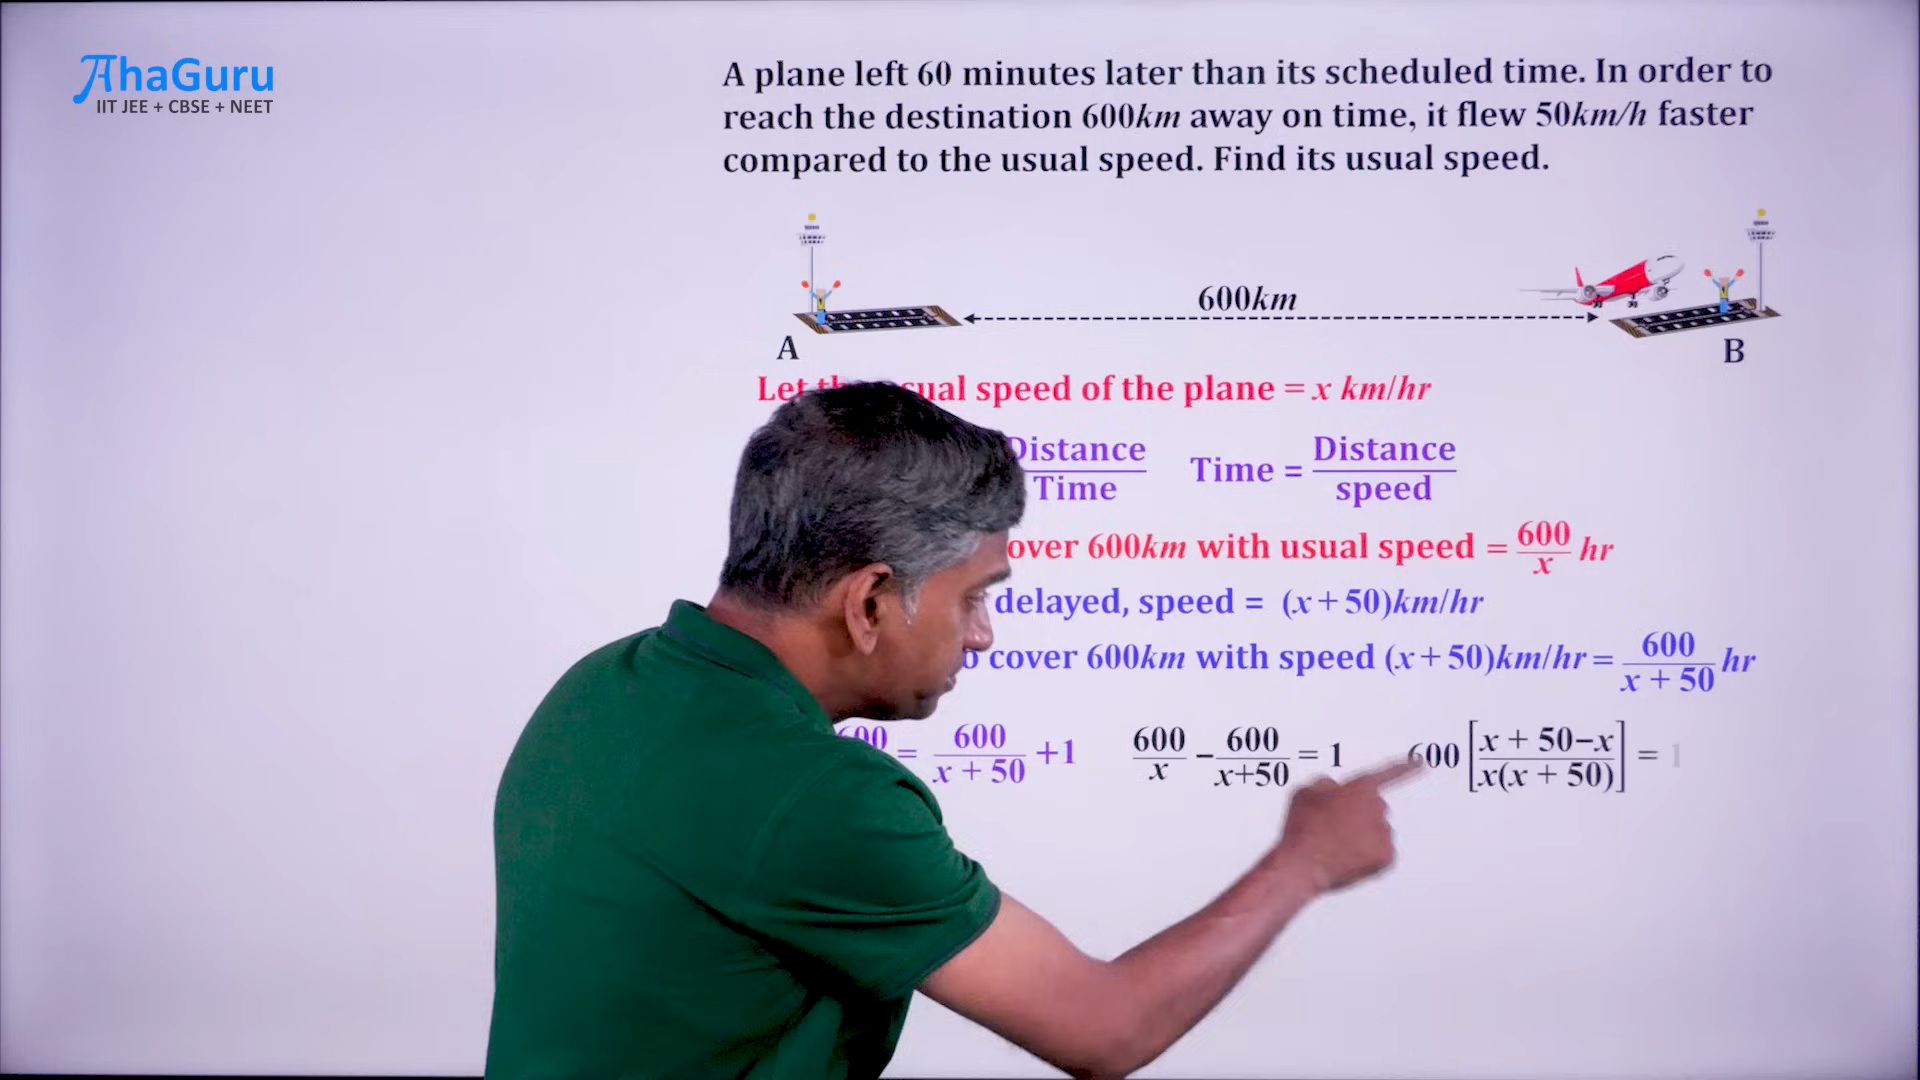 AhaGuru
IIT JEE + CBSE + NEET
A plane left 60 minutes later than its scheduled time. In order to
reach the destination 600km away on time, it flew 50km/h faster
compared to the usual speed. Find its usual speed.
600km
A
B
Let usual speed of the plane = x km/hr
Distance/Time Time = Distance/speed
over 600km with usual speed = 600/x hr
delayed, speed = (x + 50)km/hr
cover 600km with speed (x + 50)km/hr = 600/(x + 50) hr
600 = 600/(x + 50) +1 600/x − 600/(x+50) = 1 600 [(x + 50−x)/(x(x + 50))] = 1